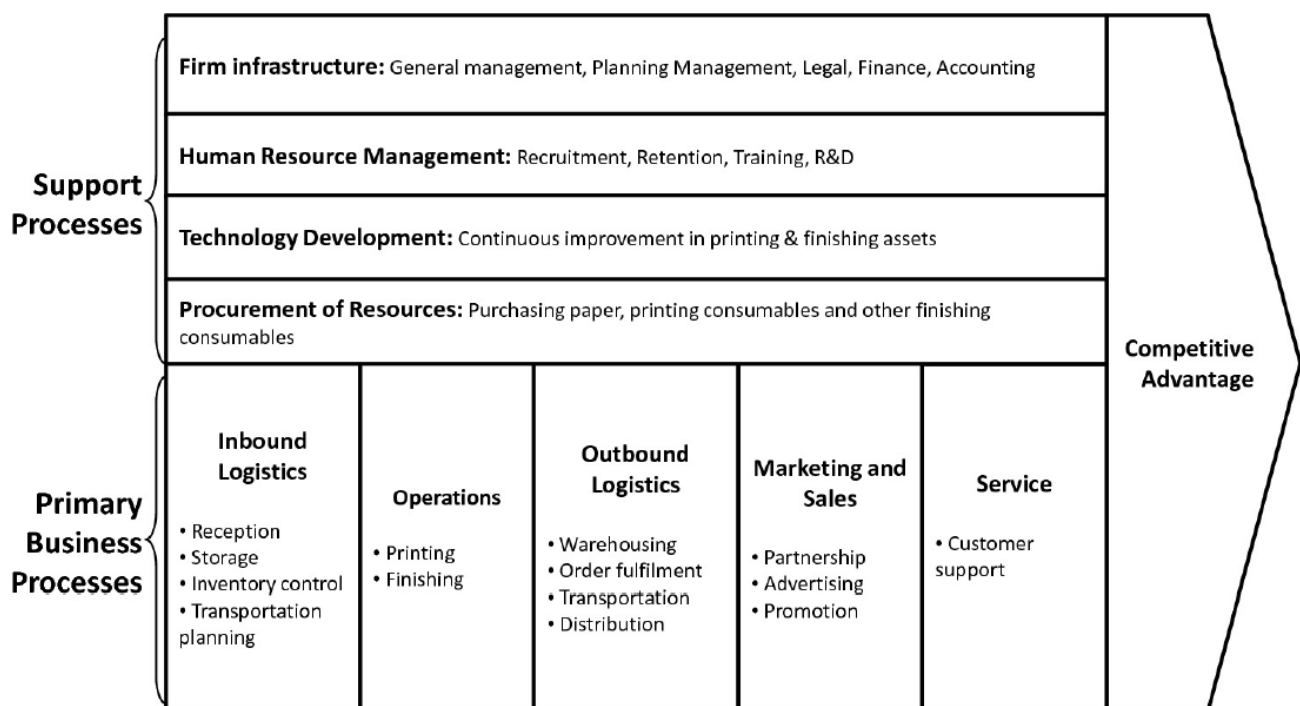 Firm infrastructure: General management, Planning Management, Legal, Finance, Accounting
Human Resource Management: Recruitment, Retention, Training, R&D
Support
Processes
Technology Development: Continuous improvement in printing & finishing assets
Procurement of Resources: Purchasing paper, printing consumables and other finishing
consumables
Competitive
Advantage
Primary
Business
Processes
Inbound
Logistics
• Reception
• Storage
• Inventory control
• Transportation
planning
Operations
• Printing
• Finishing
Outbound
Logistics
• Warehousing
• Order fulfilment
• Transportation
• Distribution
Marketing and
Sales
• Partnership
• Advertising
• Promotion
Service
• Customer
support